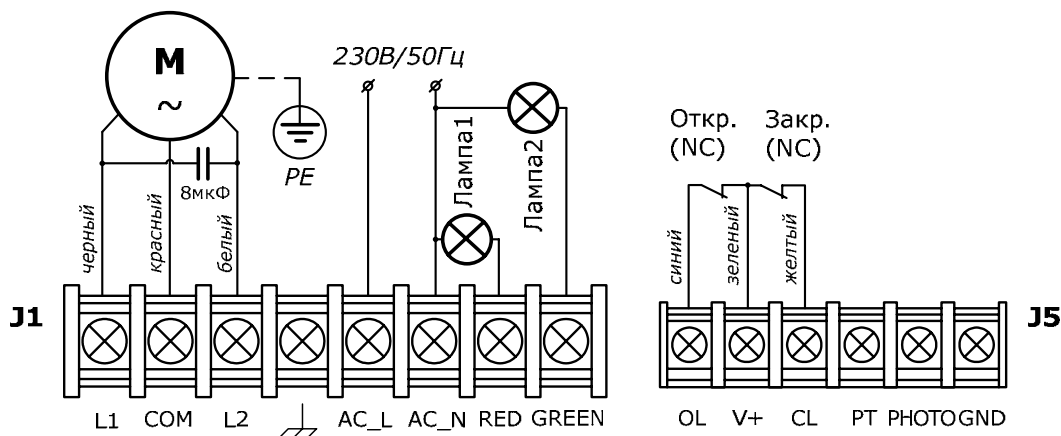 M
~
230В/50Гц
PE
8мкФ
черный
красный
белый
Лампа1
Лампа2
J1
L1 COM L2 AC_L AC_N RED GREEN
Откр. (NC)
Закр. (NC)
синий
зеленый
желтый
J5
OL V+ CL PT PHOTO GND